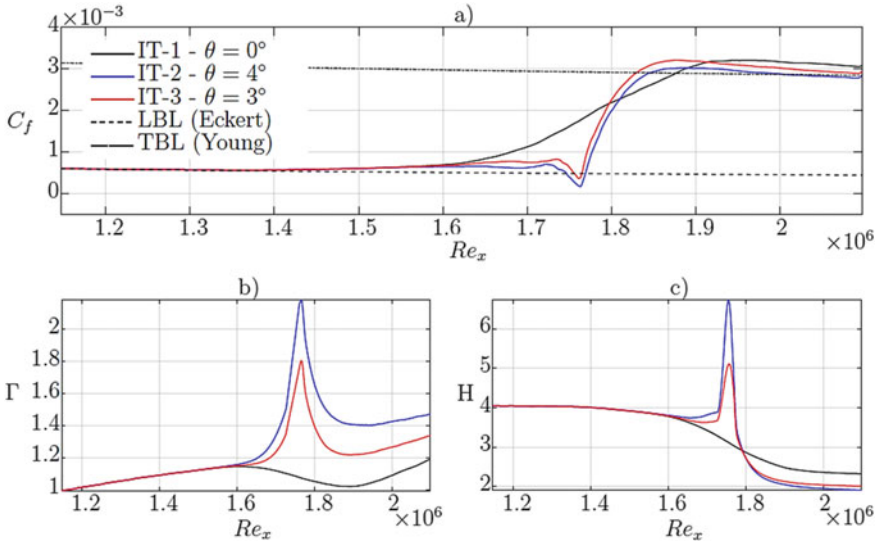 a)
4 ×10⁻³
3
2
1
0
C_f
IT-1 - θ = 0°
IT-2 - θ = 4°
IT-3 - θ = 3°
LBL (Eckert)
TBL (Young)
1.2 1.3 1.4 1.5 1.6 1.7 1.8 1.9 2
Re_x ×10⁶
b)
2
1.8
1.6
1.4
1.2
1
Γ
1.2 1.4 1.6 1.8 2
Re_x ×10⁶
c)
6
5
4
3
2
H
1.2 1.4 1.6 1.8 2
Re_x ×10⁶